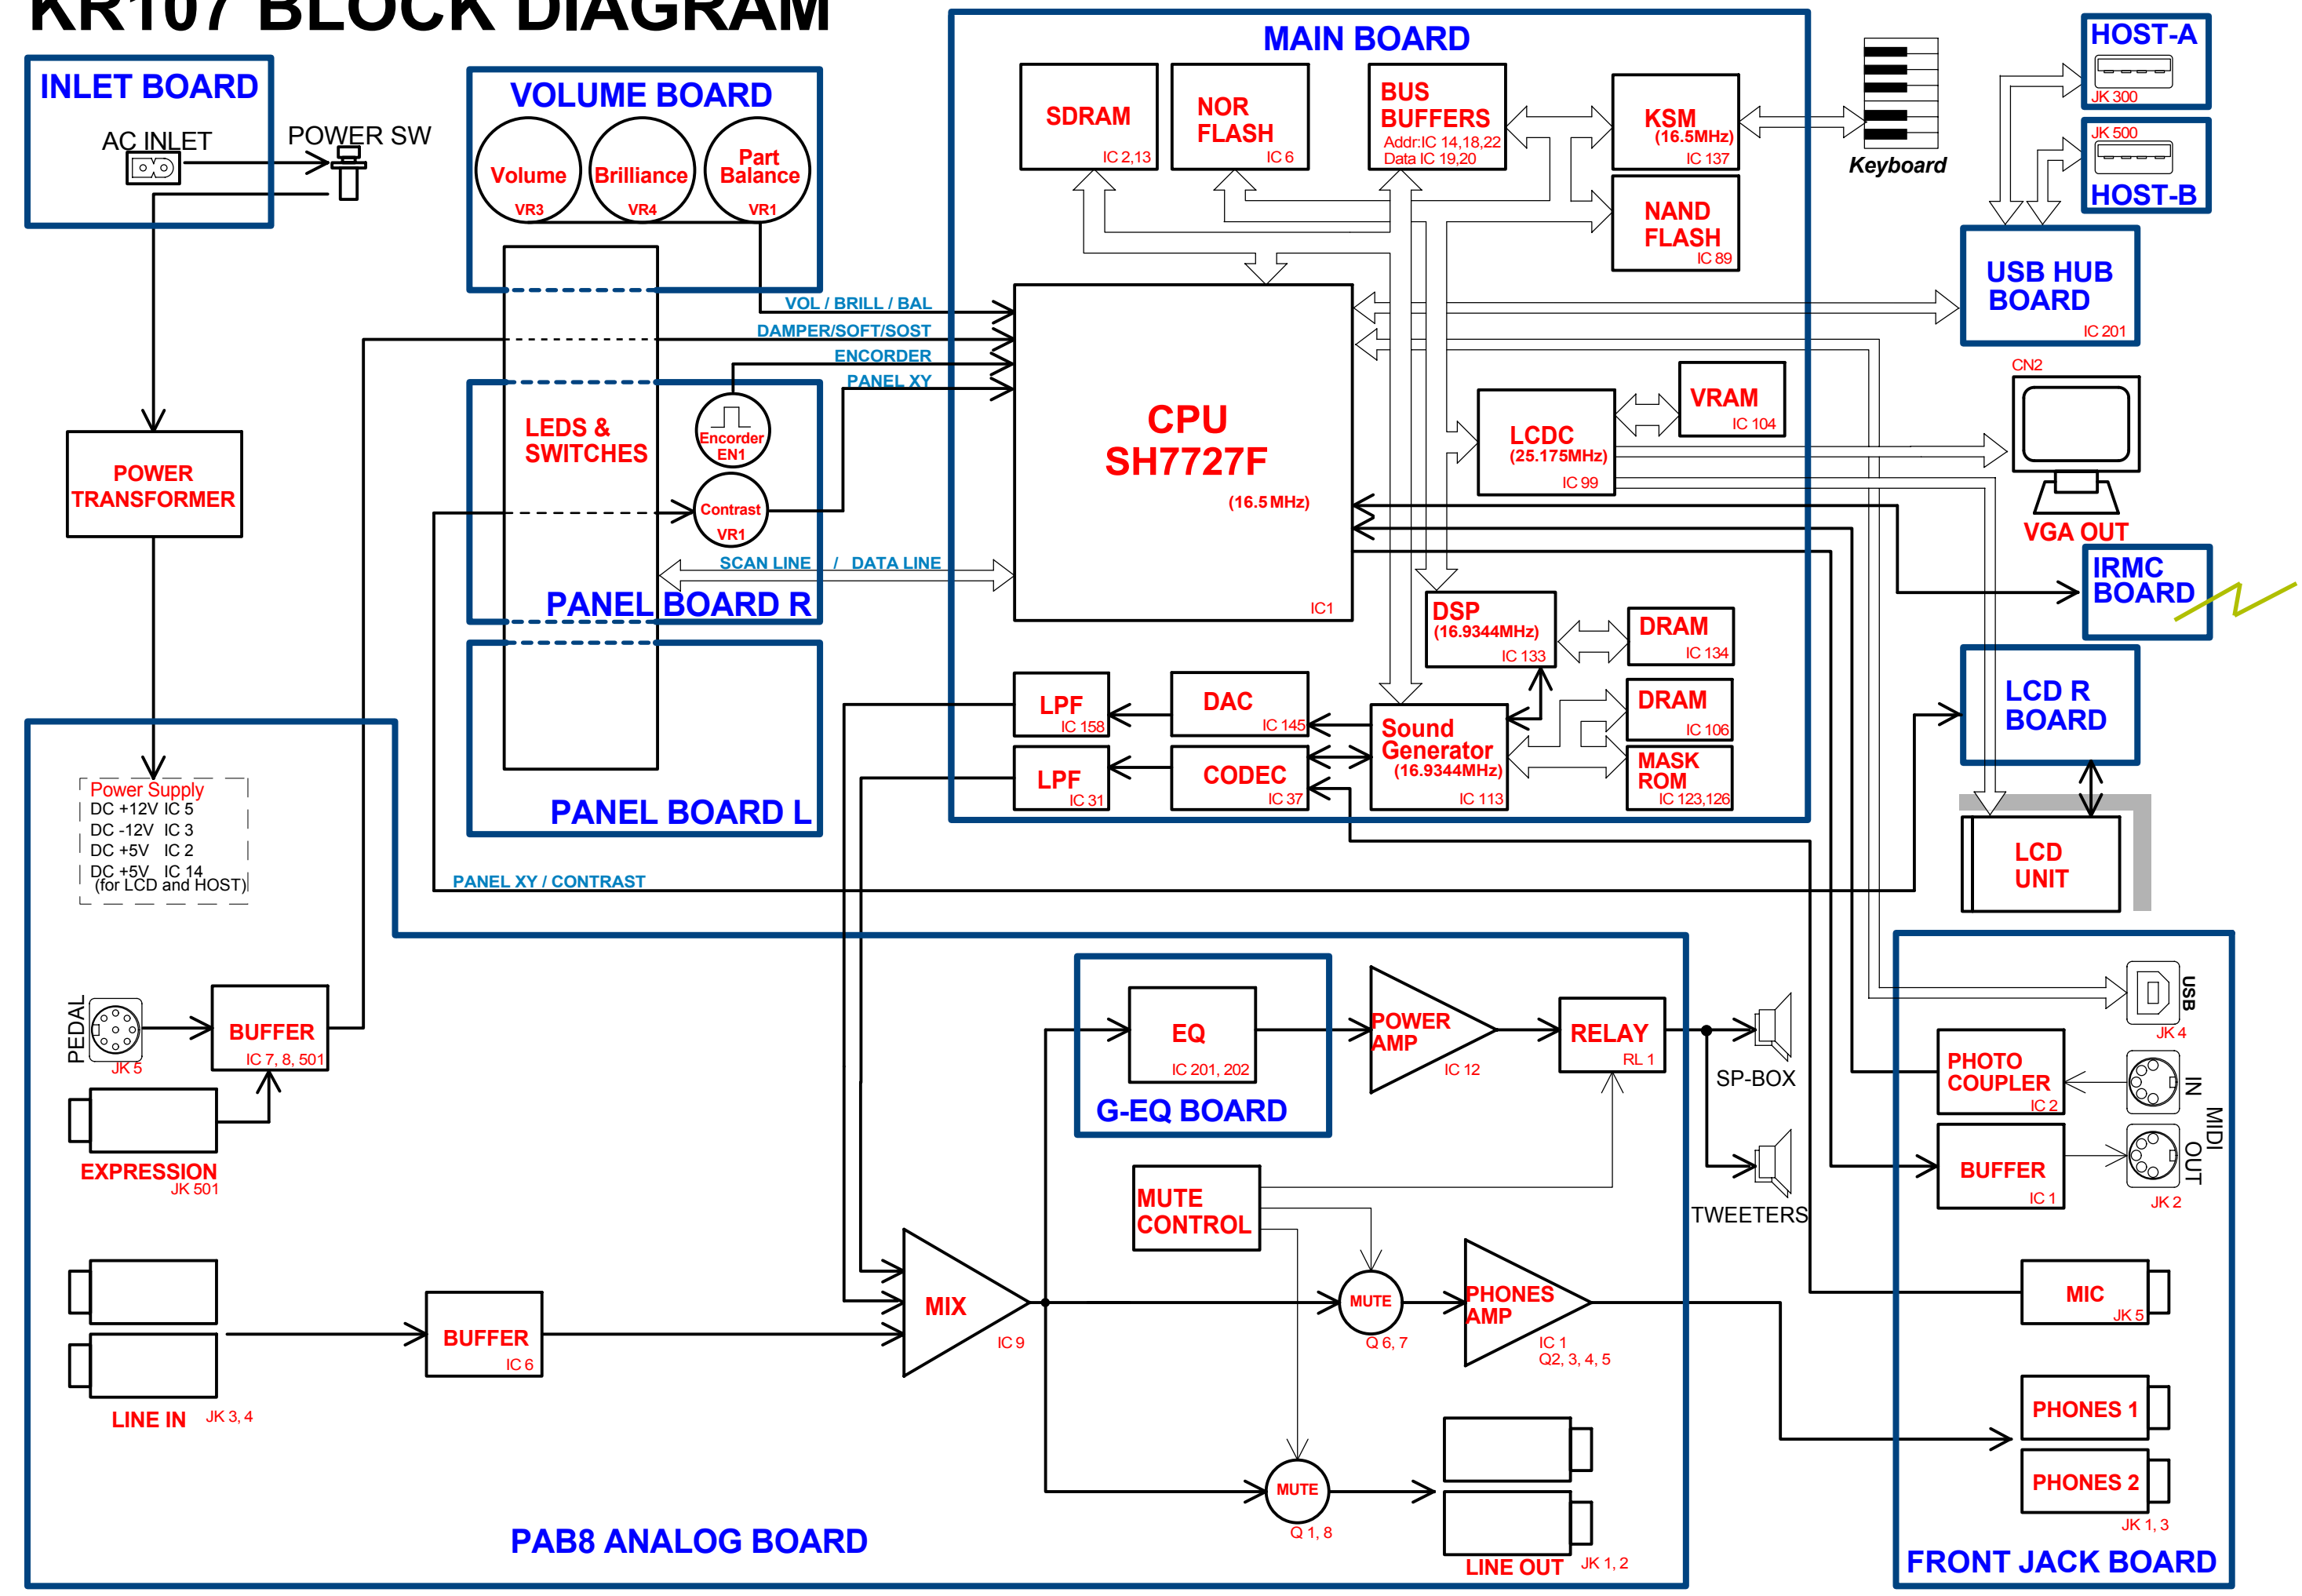 KR107 BLOCK DIAGRAM
INLET BOARD
AC INLET
POWER SW
POWER
TRANSFORMER
Power Supply
DC +12V IC 5
DC -12V IC 3
DC +5V IC 2
DC +5V IC 14
(for LCD and HOST)
VOLUME BOARD
Volume
VR3
Brilliance
VR4
Part
Balance
VR1
VOL / BRILL / BAL
DAMPER/SOFT/SOST
ENCORDER
PANEL XY
LEDS &
SWITCHES
Encorder
EN1
Contrast
VR1
SCAN LINE / DATA LINE
PANEL BOARD R
PANEL BOARD L
PANEL XY / CONTRAST
MAIN BOARD
SDRAM
IC 2,13
NOR
FLASH
IC 6
BUS
BUFFERS
Addr:IC 14,18,22
Data IC 19,20
KSM
(16.5MHz)
IC 137
NAND
FLASH
IC 89
CPU
SH7727F
(16.5 MHz)
IC1
LCDC
(25.175MHz)
IC 99
VRAM
IC 104
DSP
(16.9344MHz)
IC 133
DRAM
IC 134
DRAM
IC 106
MASK
ROM
IC 123,126
Sound
Generator
(16.9344MHz)
IC 113
LPF
IC 158
DAC
IC 145
LPF
IC 31
CODEC
IC 37
Keyboard
HOST-A
JK 300
JK 500
HOST-B
USB HUB
BOARD
IC 201
CN2
VGA OUT
IRMC
BOARD
LCD R
BOARD
LCD
UNIT
PEDAL
JK 5
BUFFER
IC 7, 8, 501
EXPRESSION
JK 501
LINE IN JK 3, 4
BUFFER
IC 6
MIX
IC 9
EQ
IC 201, 202
G-EQ BOARD
POWER
AMP
IC 12
RELAY
RL 1
SP-BOX
TWEETERS
MUTE
CONTROL
MUTE
Q 6, 7
PHONES
AMP
IC 1
Q2, 3, 4, 5
MUTE
Q 1, 8
LINE OUT JK 1, 2
PAB8 ANALOG BOARD
USB
JK 4
PHOTO
COUPLER
IC 2
IN
MIDI
OUT
BUFFER
IC 1
JK 2
MIC
JK 5
PHONES 1
PHONES 2
JK 1, 3
FRONT JACK BOARD